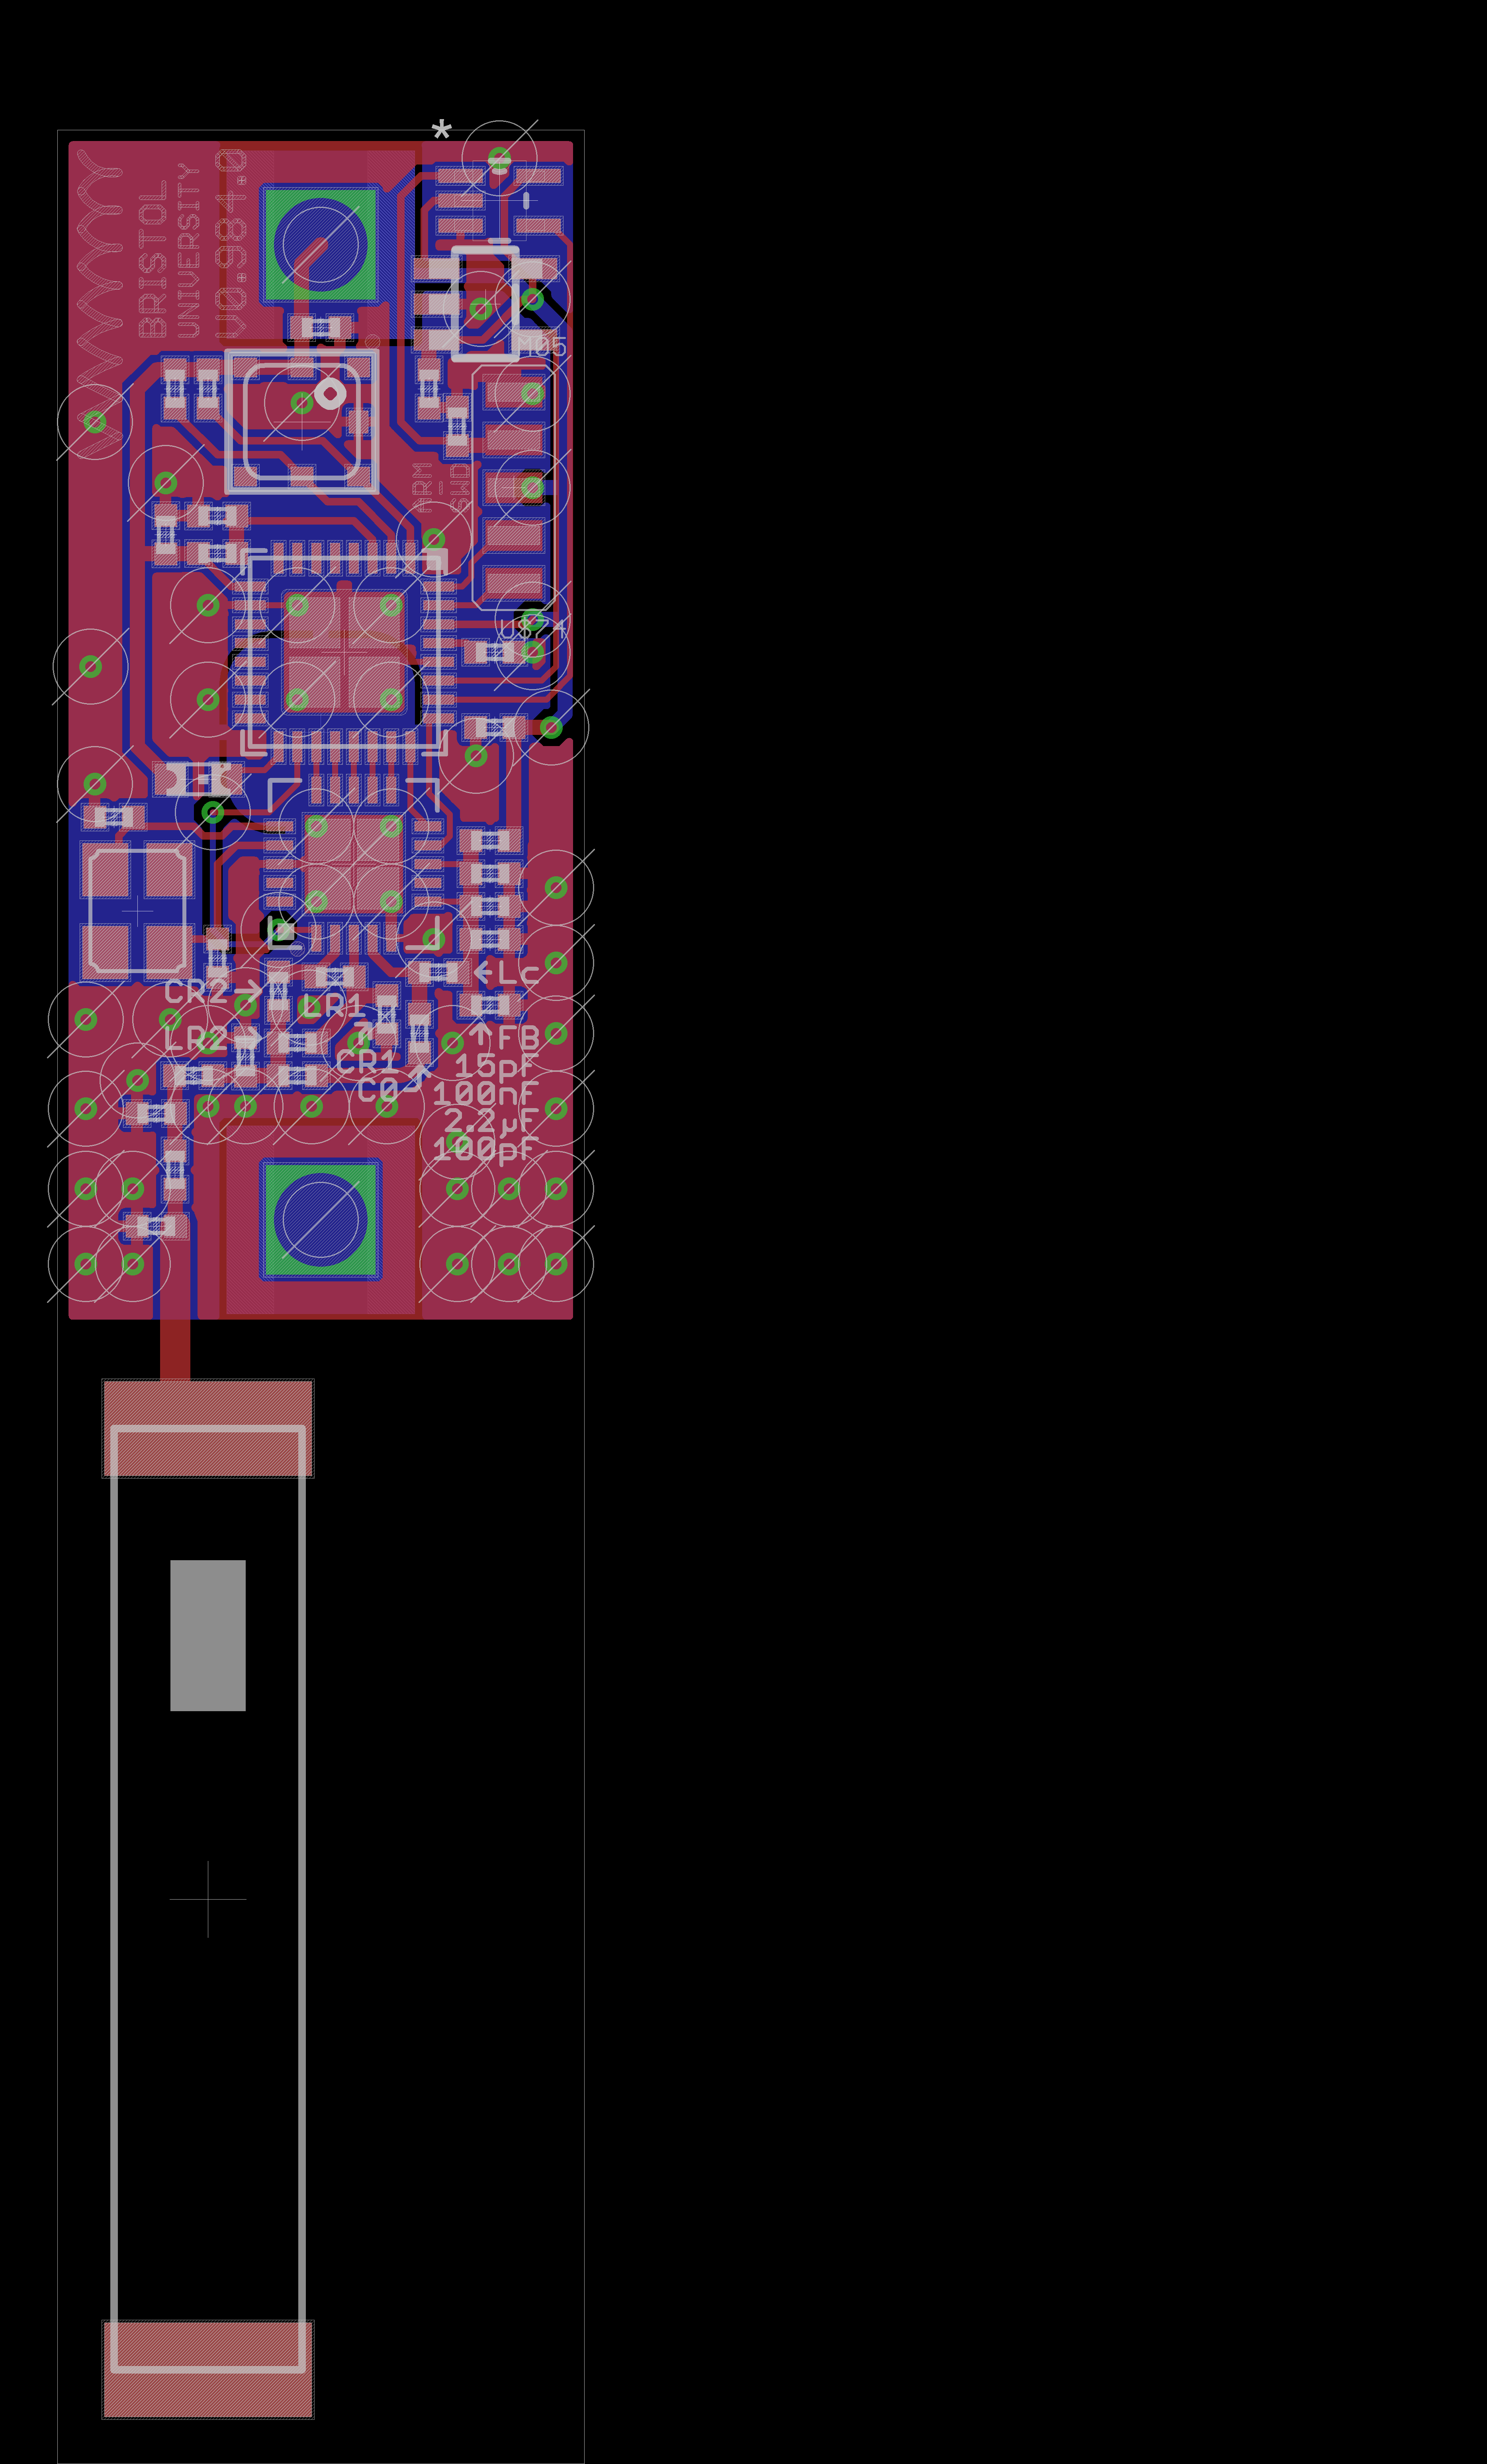 *
BRISTOL
UNIVERSITY
V0.984.0
M05
ARM
-
SWD
U$?4
←Lc
CR2→
LR1
LR2
↑FB
CR1
15pF
C0
100nF
2.2µF
100pF